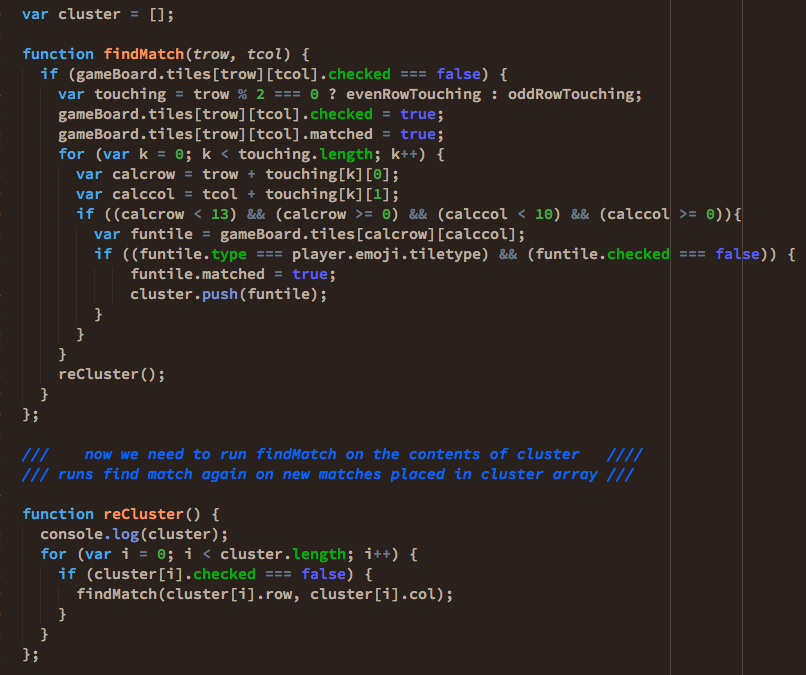 var cluster = [];
function findMatch(trow, tcol) {
if (gameBoard.tiles[trow][tcol].checked === false) {
var touching = trow % 2 === 0 ? evenRowTouching : oddRowTouching;
gameBoard.tiles[trow][tcol].checked = true;
gameBoard.tiles[trow][tcol].matched = true;
for (var k = 0; k < touching.length; k++) {
var calcrow = trow + touching[k][0];
var calccol = tcol + touching[k][1];
if ((calcrow < 13) && (calcrow >= 0) && (calccol < 10) && (calccol >= 0)){
var funtile = gameBoard.tiles[calcrow][calccol];
if ((funtile.type === player.emoji.tiletype) && (funtile.checked === false)) {
funtile.matched = true;
cluster.push(funtile);
}
}
}
reCluster();
}
};
/// now we need to run findMatch on the contents of cluster ////
/// runs find match again on new matches placed in cluster array ///
function reCluster() {
console.log(cluster);
for (var i = 0; i < cluster.length; i++) {
if (cluster[i].checked === false) {
findMatch(cluster[i].row, cluster[i].col);
}
}
};